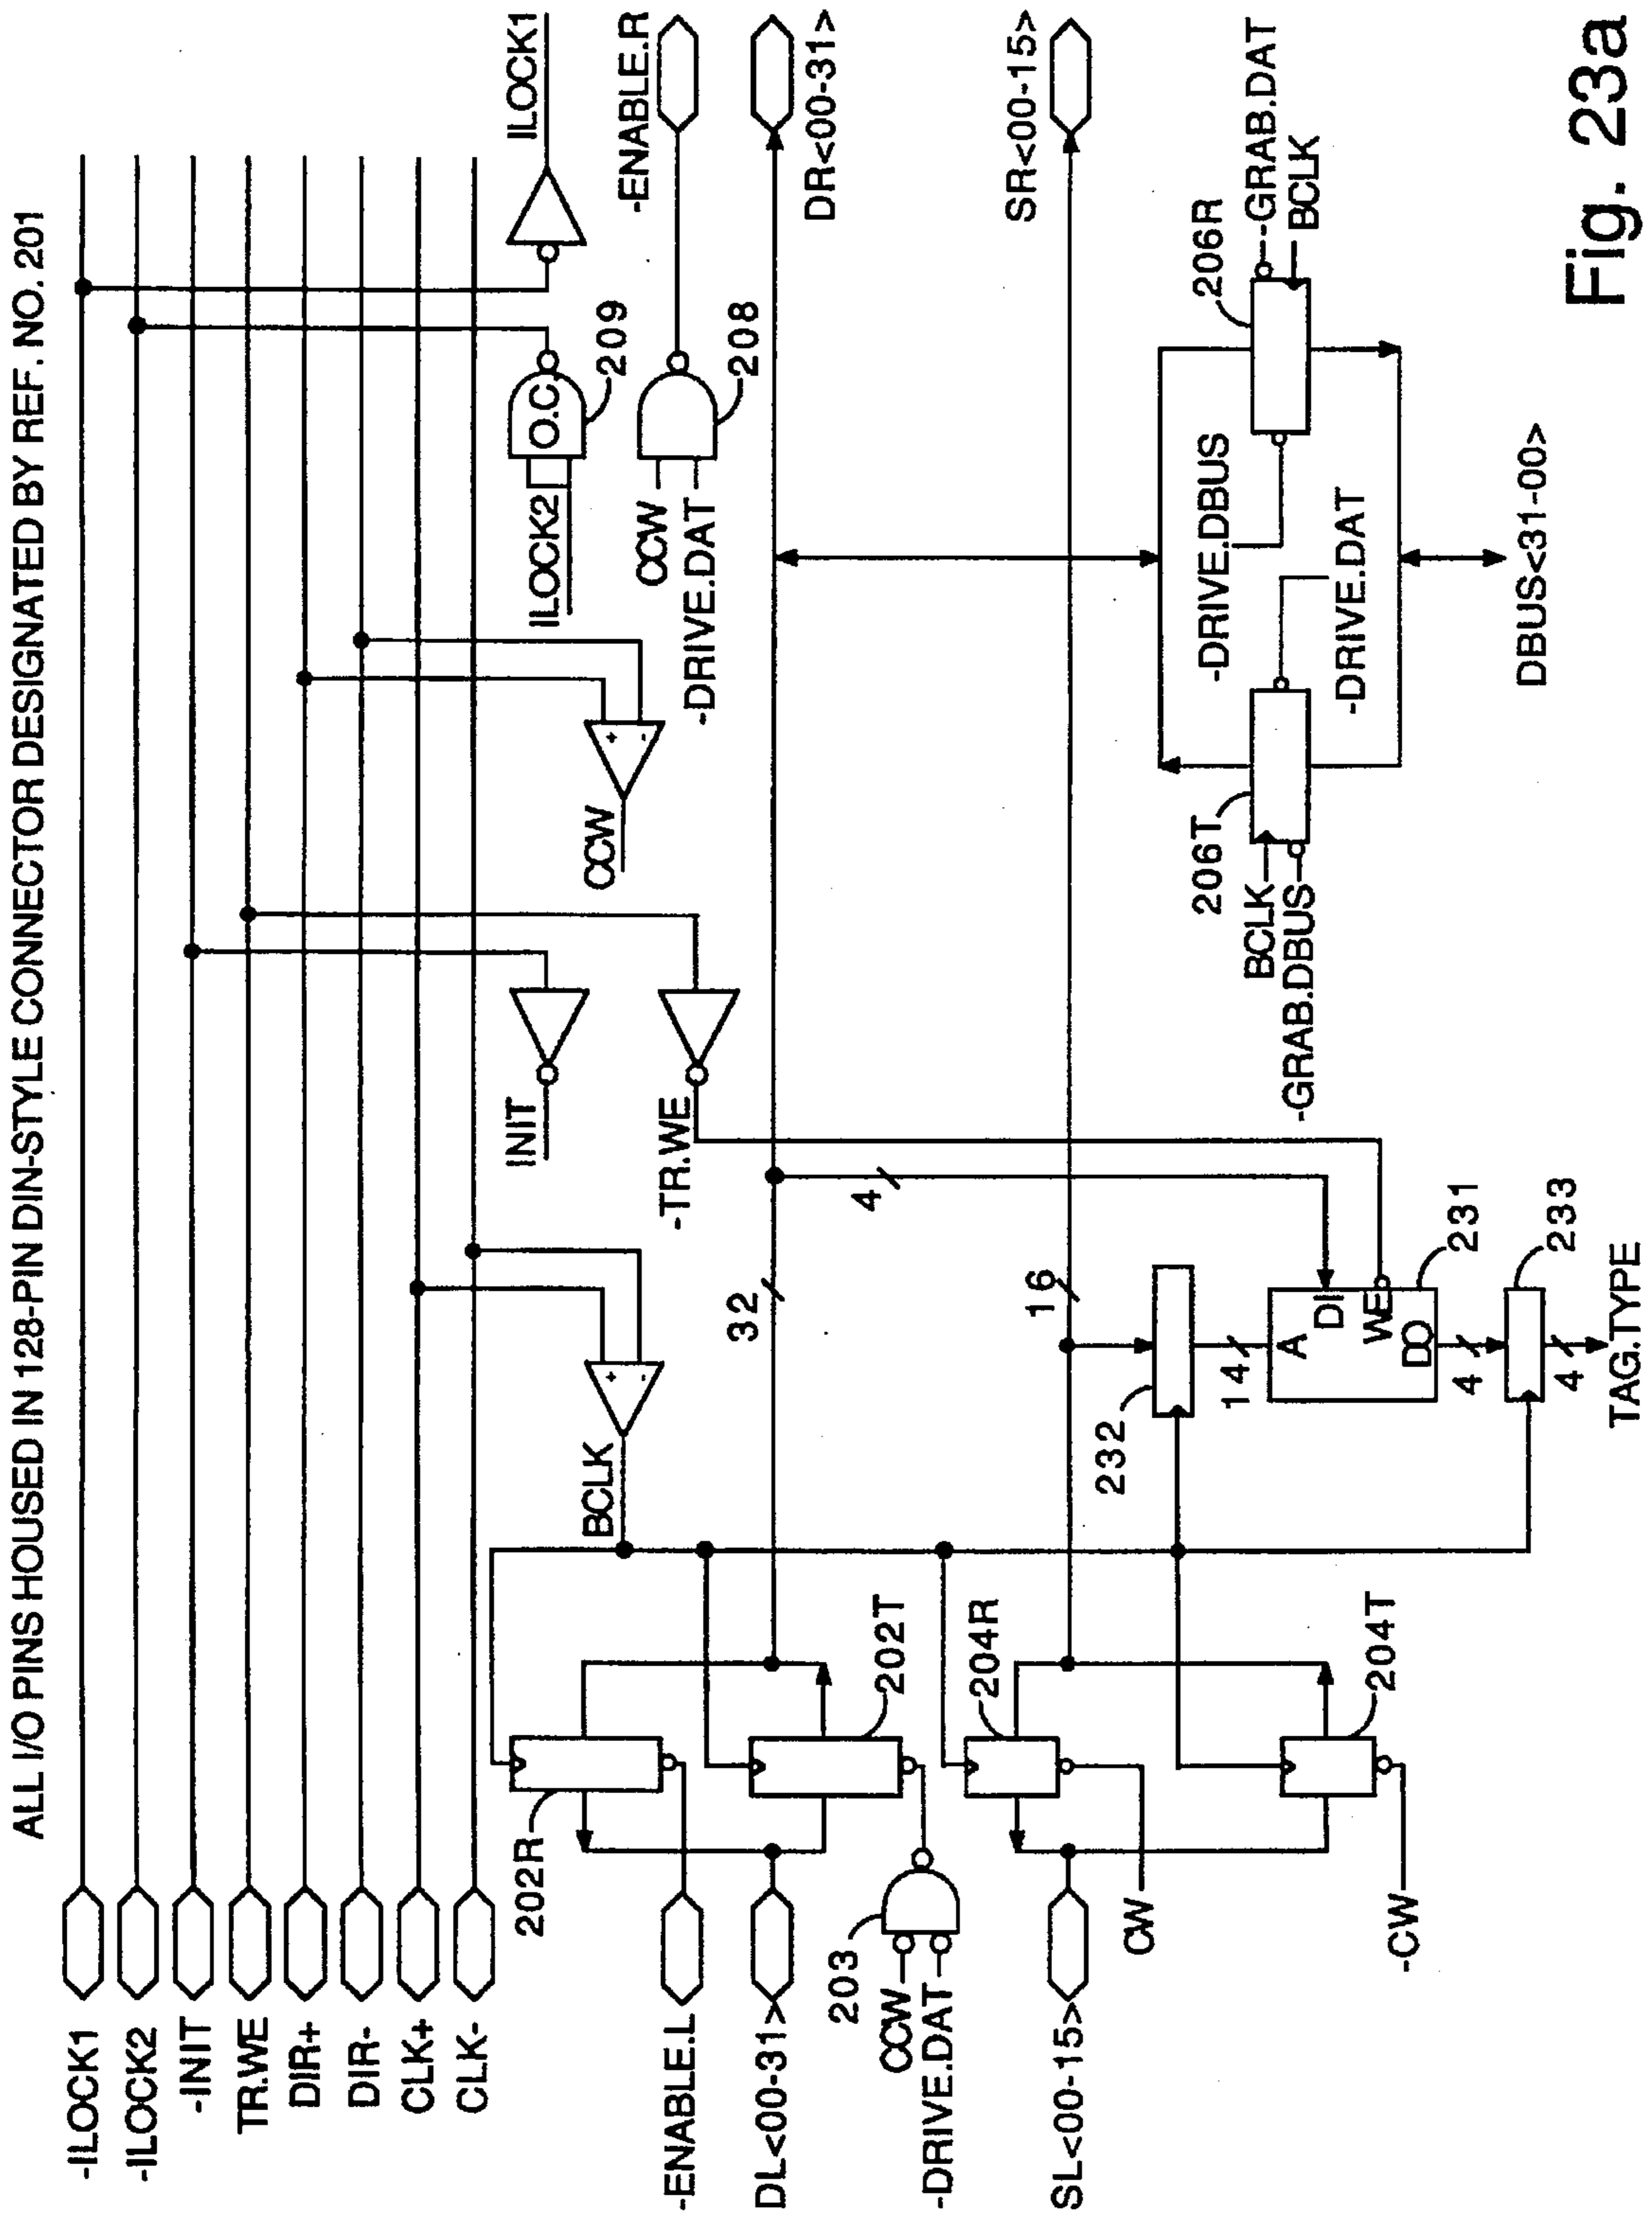 ALL I/O PINS HOUSED IN 128-PIN DIN-STYLE CONNECTOR DESIGNATED BY REF. NO. 201
-ILOCK1
-ILOCK2
-INIT
TR.WE
DIR+
DIR-
CLK+
CLK-
ILOCK1
-ENABLE.R
O.C
209
ILOCK2
208
CCW
-DRIVE.DAT
CCW
+
-
INIT
-TR.WE
BCLK
+
-
202R
-ENABLE.L
DL<00-31>
202T
203
CCW
-DRIVE.DAT
32
4
DR<00-31>
SR<00-15>
SL<00-15>
204R
CW
204T
-CW
16
232
14
A
DI
WE
DO
231
4
233
4
TAG.TYPE
206T
BCLK
-GRAB.DBUS
-DRIVE.DBUS
-DRIVE.DAT
206R
-GRAB.DAT
BCLK
DBUS<31-00>
Fig. 23a